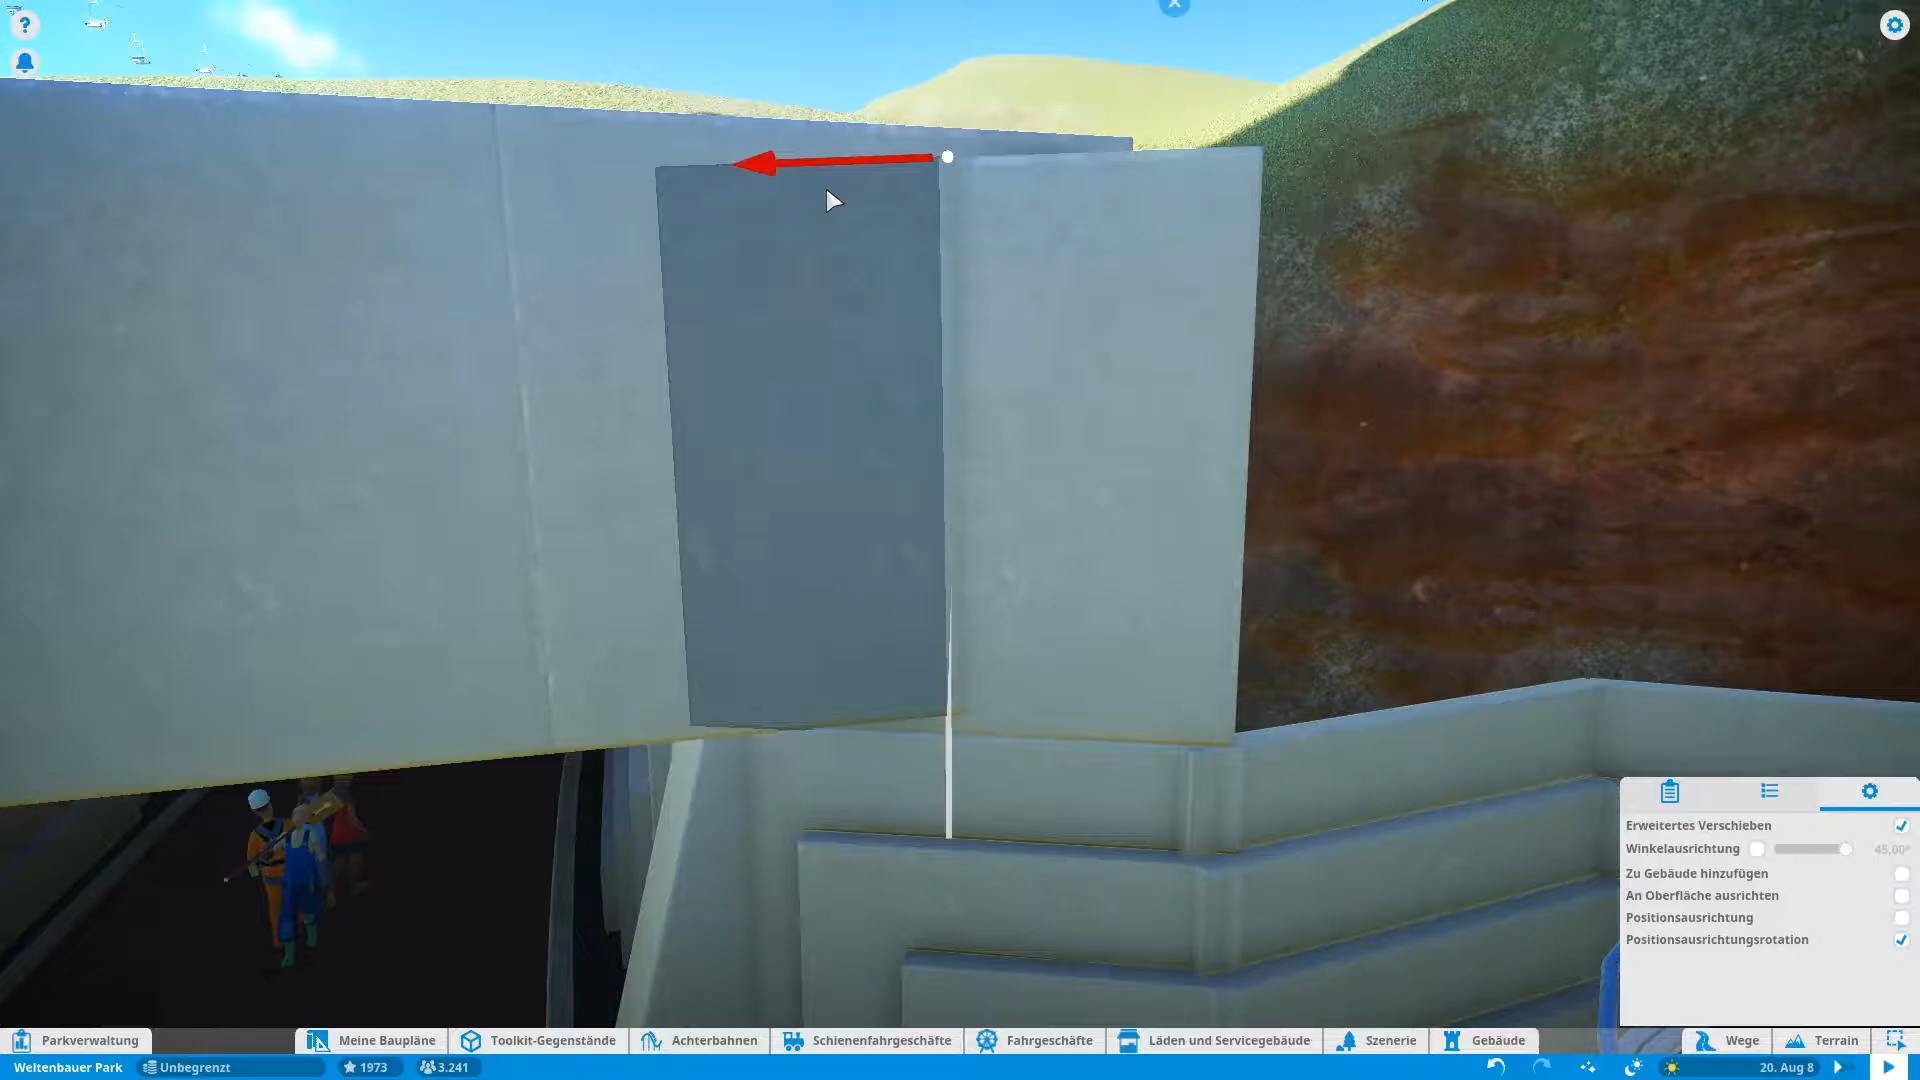 ?
Erweitertes Verschieben
Winkelausrichtung 45,00°
Zu Gebäude hinzufügen
An Oberfläche ausrichten
Positionsausrichtung
Positionsausrichtungsrotation
Parkverwaltung Meine Baupläne Toolkit-Gegenstände Achterbahnen Schienenfahrgeschäfte Fahrgeschäfte Läden und Servicegebäude Szenerie Gebäude Wege Terrain
Weltenbauer Park Unbegrenzt 1973 3.241 20. Aug 8